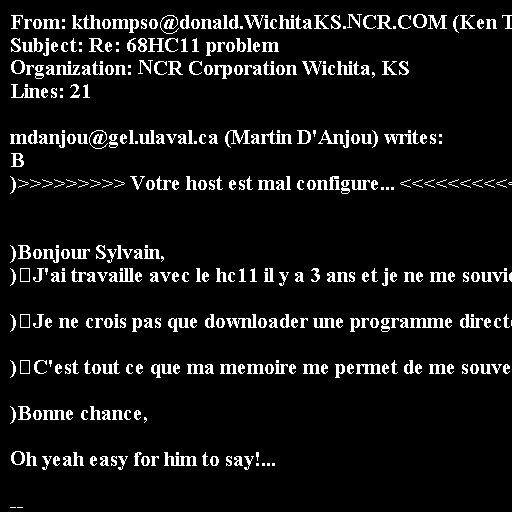 From: kthompso@donald.WichitaKS.NCR.COM (Ken T
Subject: Re: 68HC11 problem
Organization: NCR Corporation Wichita, KS
Lines: 21
mdanjou@gel.ulaval.ca (Martin D'Anjou) writes:
B
)>>>>>>>>> Votre host est mal configure... <<<<<<<<<<
)Bonjour Sylvain,
)J'ai travaille avec le hc11 il y a 3 ans et je ne me
)Je ne crois pas que downloader une programme
)C'est tout ce que ma memoire me permet de me
)Bonne chance,
Oh yeah easy for him to say!...
--